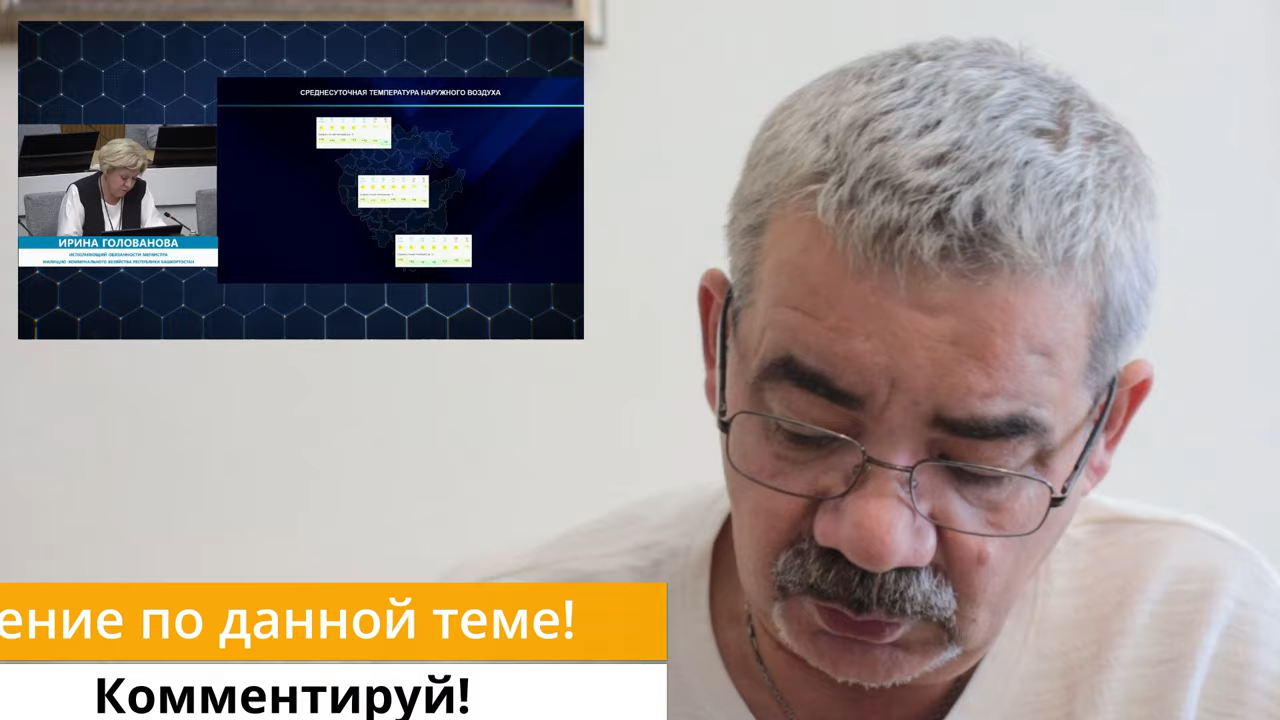 СРЕДНЕСУТОЧНАЯ ТЕМПЕРАТУРА НАРУЖНОГО ВОЗДУХА
ИРИНА ГОЛОВАНОВА
ИСПОЛНЯЮЩИЙ ОБЯЗАННОСТИ МИНИСТРА
ЖИЛИЩНО-КОММУНАЛЬНОГО ХОЗЯЙСТВА РЕСПУБЛИКИ БАШКОРТОСТАН
ение по данной теме!
Комментируй!